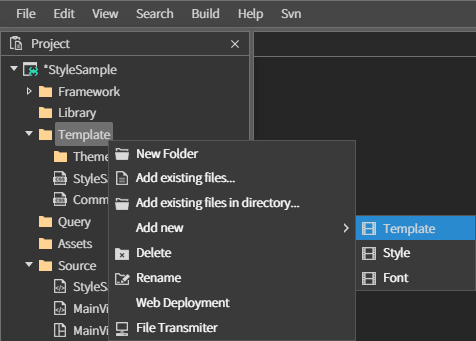 File Edit View Search Build Help Svn
Project
*StyleSample
Framework
Library
Template
Theme
StyleSa
Comm
Query
Assets
Source
StyleSa
MainVi
MainVi
New Folder
Add existing files...
Add existing files in directory...
Add new
Delete
Rename
Web Deployment
File Transmiter
Template
Style
Font